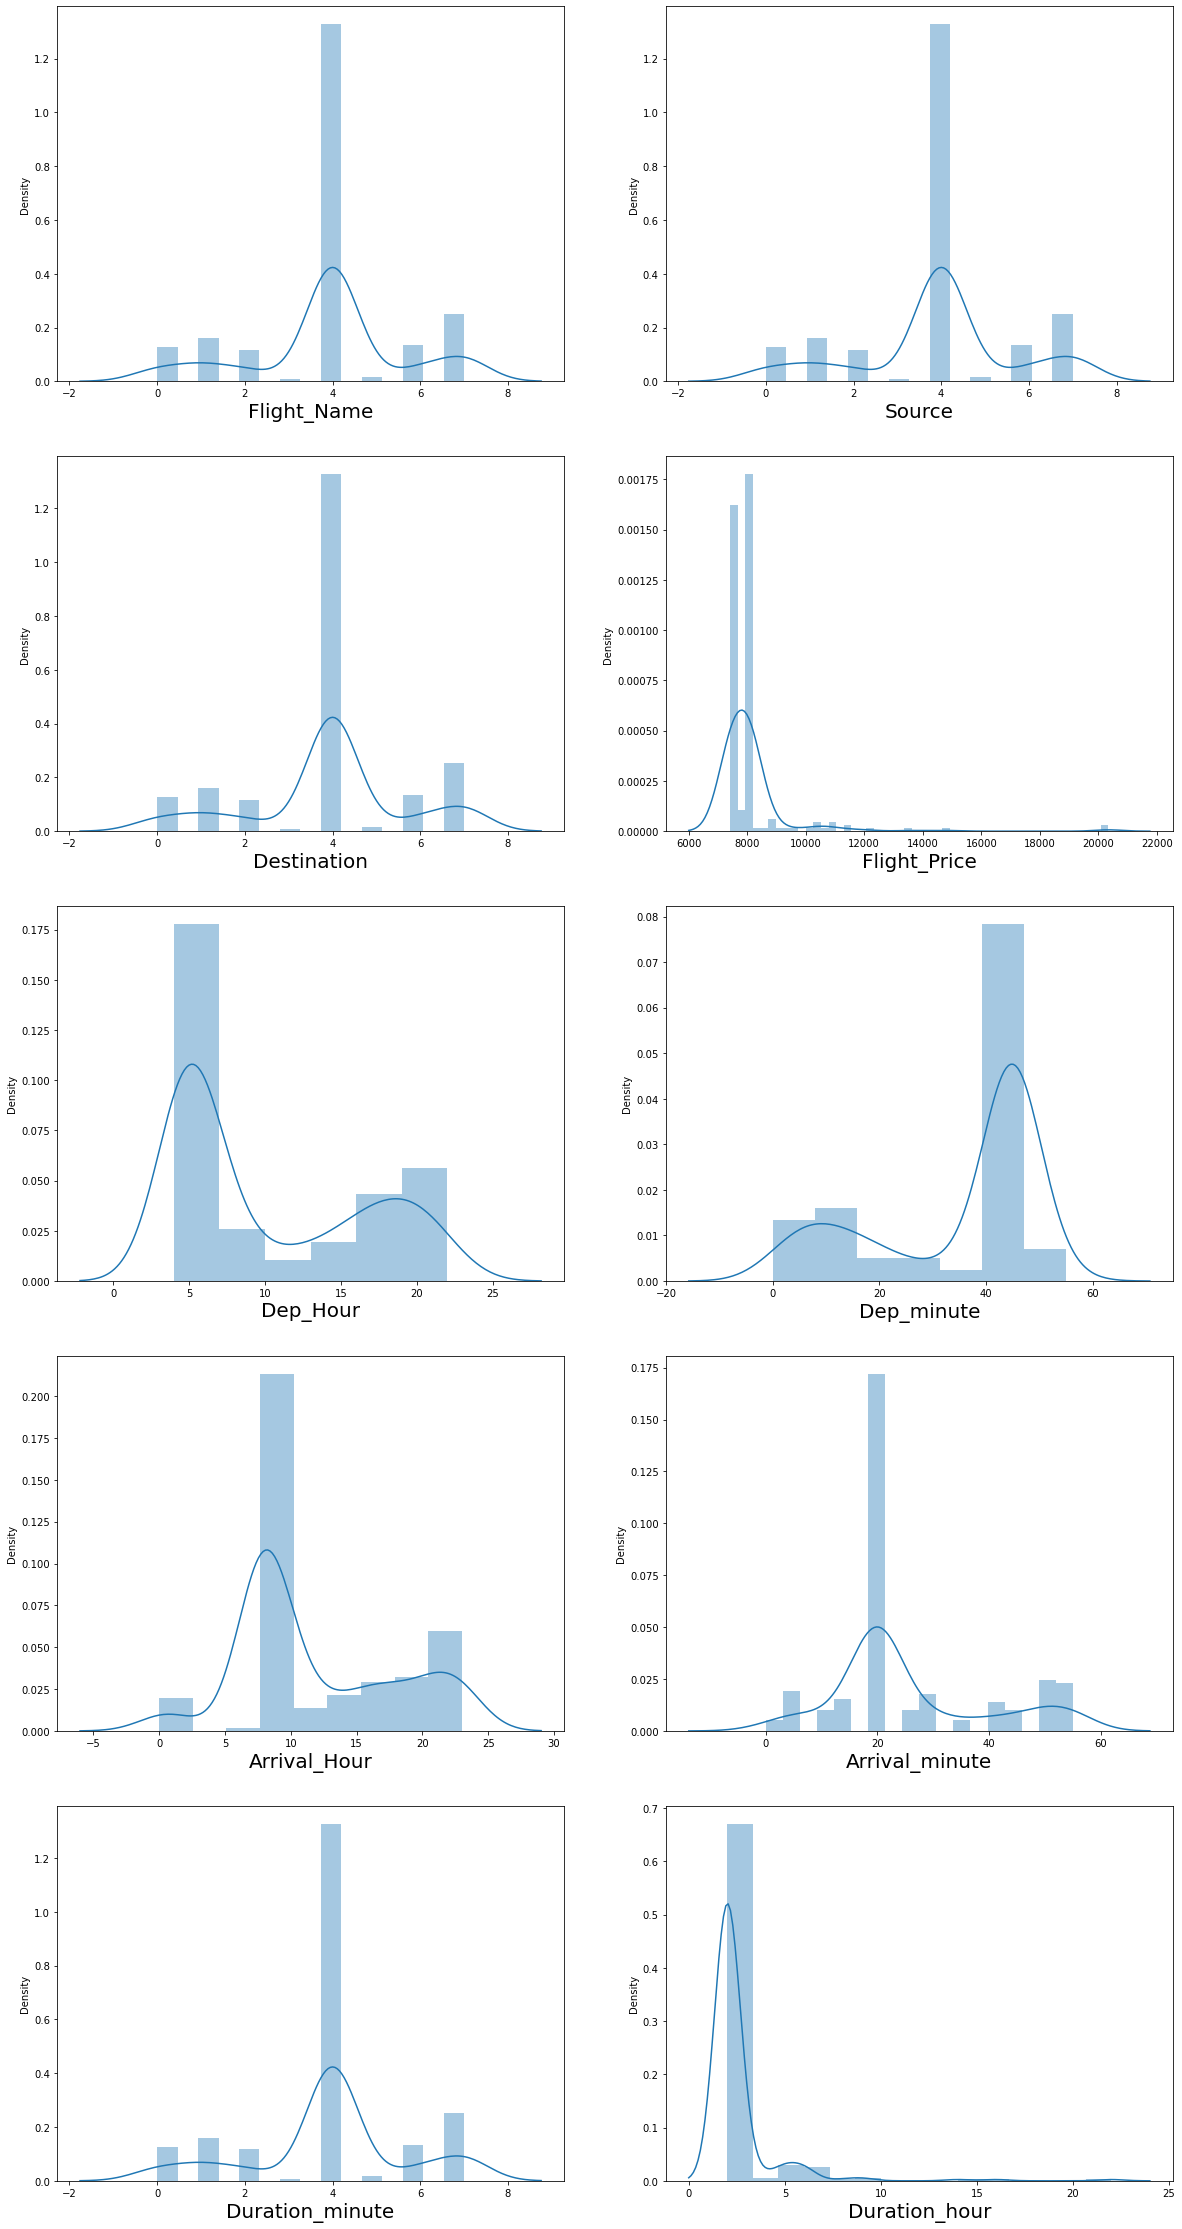 1.2
1.0
0.8
0.6
0.4
0.2
0.0
Density
−2 0 2 4 6 8
Flight_Name
1.2
1.0
0.8
0.6
0.4
0.2
0.0
Density
−2 0 2 4 6 8
Source
1.2
1.0
0.8
0.6
0.4
0.2
0.0
Density
−2 0 2 4 6 8
Destination
0.00175
0.00150
0.00125
0.00100
0.00075
0.00050
0.00025
0.00000
Density
6000 8000 10000 12000 14000 16000 18000 20000 22000
Flight_Price
0.175
0.150
0.125
0.100
0.075
0.050
0.025
0.000
Density
0 5 10 15 20 25
Dep_Hour
0.08
0.07
0.06
0.05
0.04
0.03
0.02
0.01
0.00
Density
−20 0 20 40 60
Dep_minute
0.200
0.175
0.150
0.125
0.100
0.075
0.050
0.025
0.000
Density
−5 0 5 10 15 20 25 30
Arrival_Hour
0.175
0.150
0.125
0.100
0.075
0.050
0.025
0.000
Density
0 20 40 60
Arrival_minute
1.2
1.0
0.8
0.6
0.4
0.2
0.0
Density
−2 0 2 4 6 8
Duration_minute
0.7
0.6
0.5
0.4
0.3
0.2
0.1
0.0
Density
0 5 10 15 20 25
Duration_hour